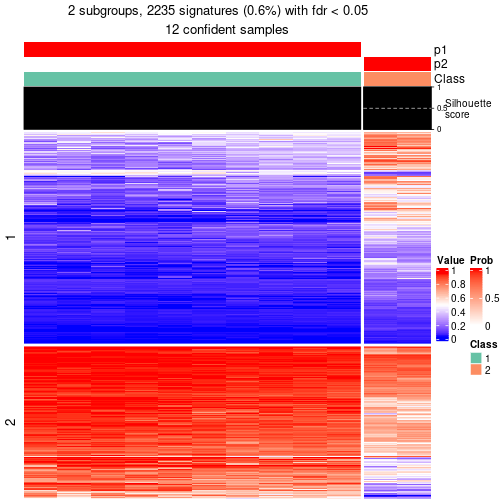 2 subgroups, 2235 signatures (0.6%) with fdr < 0.05
12 confident samples
p1
p2
Class
1
0.5
0
Silhouette
score
1
2
Value
1
0.8
0.6
0.4
0.2
0
Prob
1
0.5
0
Class
1
2